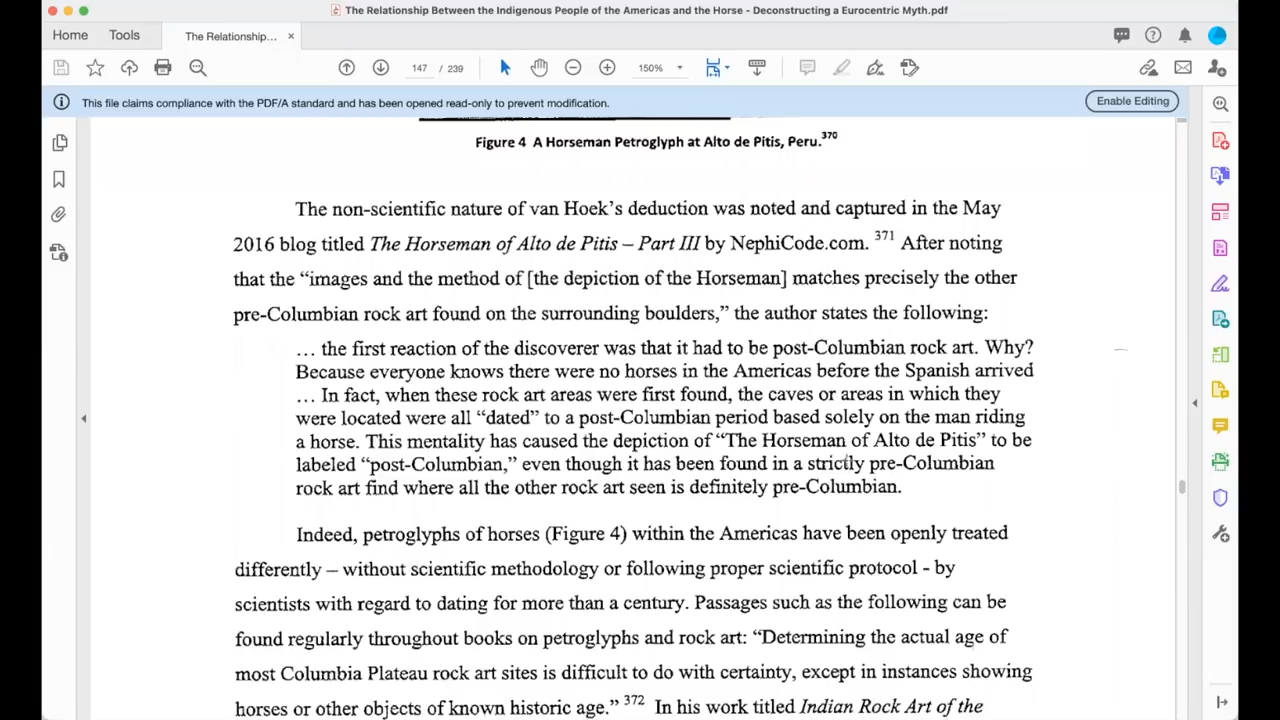 The Relationship Between the Indigenous People of the Americas and the Horse - Deconstructing a Eurocentric Myth.pdf
Home
Tools
The Relationship...
147 / 239
150%
This file claims compliance with the PDF/A standard and has been opened read-only to prevent modification.
Enable Editing
Figure 4 A Horseman Petroglyph at Alto de Pitis, Peru.370
The non-scientific nature of van Hoek's deduction was noted and captured in the May
2016 blog titled The Horseman of Alto de Pitis – Part III by NephiCode.com. 371 After noting
that the “images and the method of [the depiction of the Horseman] matches precisely the other
pre-Columbian rock art found on the surrounding boulders,” the author states the following:
… the first reaction of the discoverer was that it had to be post-Columbian rock art. Why?
Because everyone knows there were no horses in the Americas before the Spanish arrived
… In fact, when these rock art areas were first found, the caves or areas in which they
were located were all “dated” to a post-Columbian period based solely on the man riding
a horse. This mentality has caused the depiction of “The Horseman of Alto de Pitis” to be
labeled “post-Columbian,” even though it has been found in a strictly pre-Columbian
rock art find where all the other rock art seen is definitely pre-Columbian.
Indeed, petroglyphs of horses (Figure 4) within the Americas have been openly treated
differently – without scientific methodology or following proper scientific protocol - by
scientists with regard to dating for more than a century. Passages such as the following can be
found regularly throughout books on petroglyphs and rock art: “Determining the actual age of
most Columbia Plateau rock art sites is difficult to do with certainty, except in instances showing
horses or other objects of known historic age.” 372 In his work titled Indian Rock Art of the